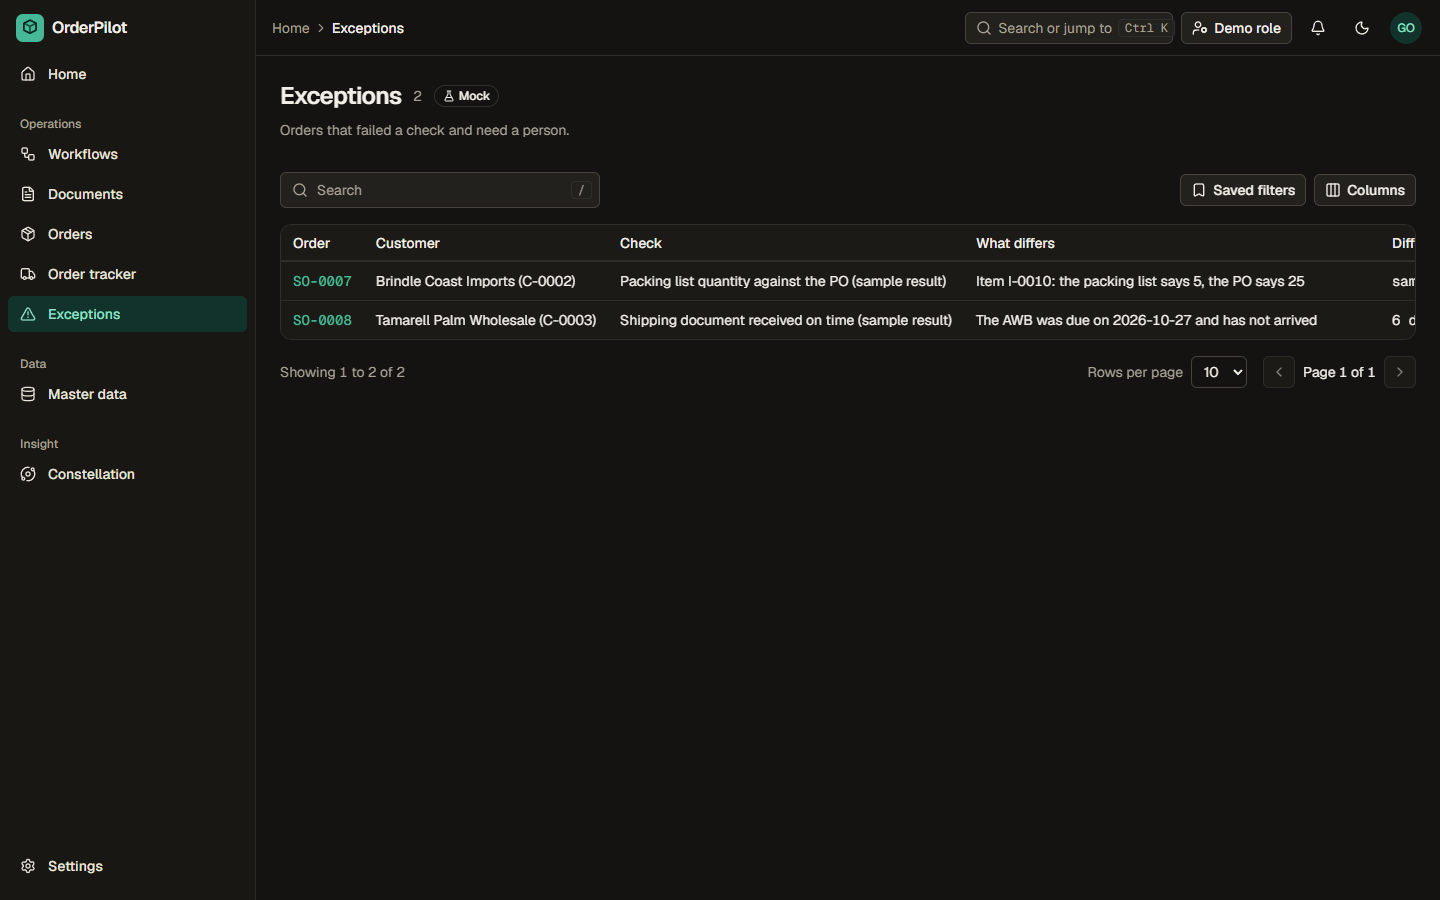 OrderPilot
Home > Exceptions
Search or jump to Ctrl K
Demo role
GO
Home
Operations
Workflows
Documents
Orders
Order tracker
Exceptions
Data
Master data
Insight
Constellation
Settings
Exceptions 2 Mock
Orders that failed a check and need a person.
Search /
Saved filters
Columns
Order Customer Check What differs Diff
SO-0007 Brindle Coast Imports (C-0002) Packing list quantity against the PO (sample result) Item I-0010: the packing list says 5, the PO says 25
SO-0008 Tamarell Palm Wholesale (C-0003) Shipping document received on time (sample result) The AWB was due on 2026-10-27 and has not arrived 6
Showing 1 to 2 of 2
Rows per page 10 Page 1 of 1